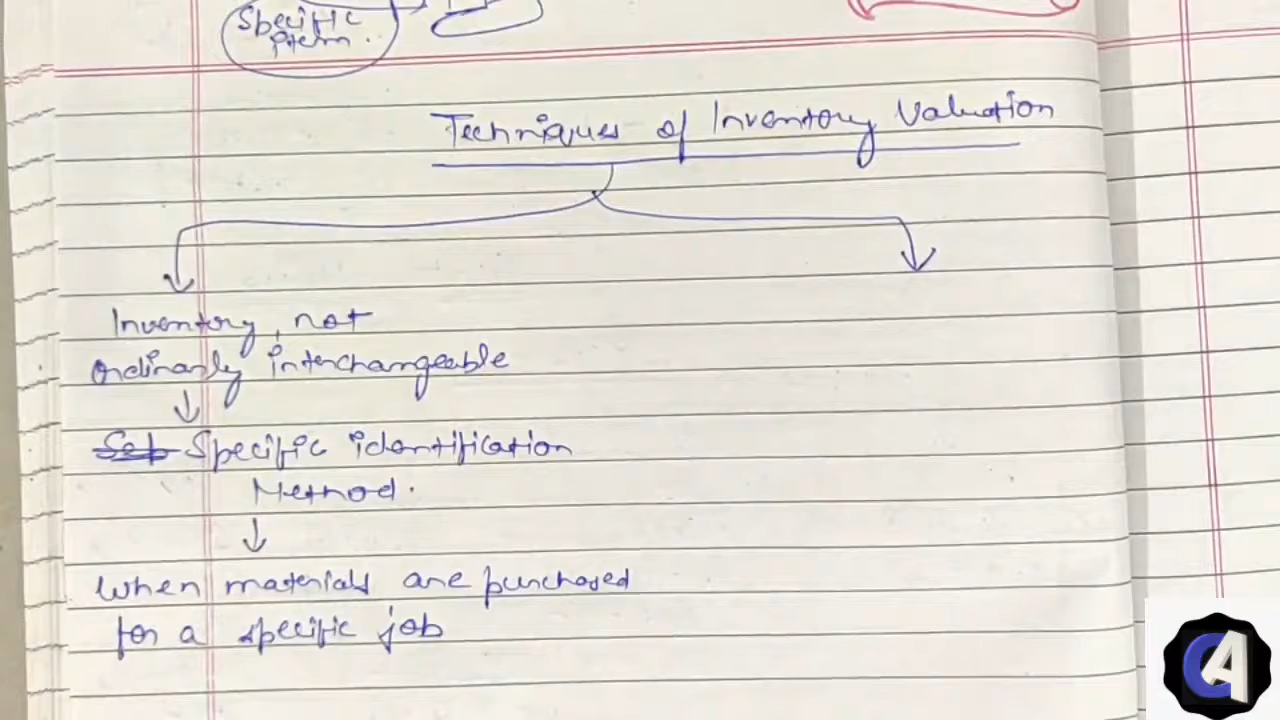 Specific
Item.
Techniques of Inventory Valuation
Inventory, not
Ordinarily interchangeable
Specific identification
Method.
When materials are purchased
for a specific job
CA